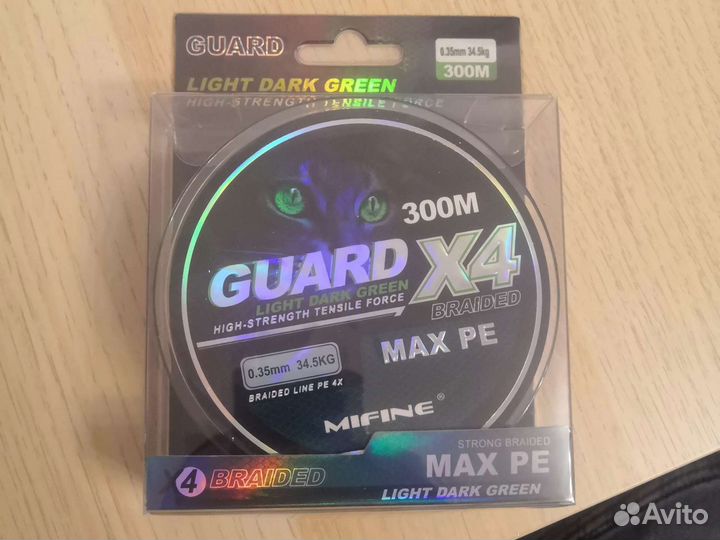 GUARD
0.35mm 34.5kg
300M
LIGHT DARK GREEN
HIGH-STRENGTH TENSILE FORCE
300M
GUARD X4
LIGHT DARK GREEN
BRAIDED
HIGH-STRENGTH TENSILE FORCE
MAX PE
0.35mm 34.5KG
BRAIDED LINE PE 4X
MIFINE®
STRONG BRAIDED
X4 BRAIDED
MAX PE
LIGHT DARK GREEN
Avito